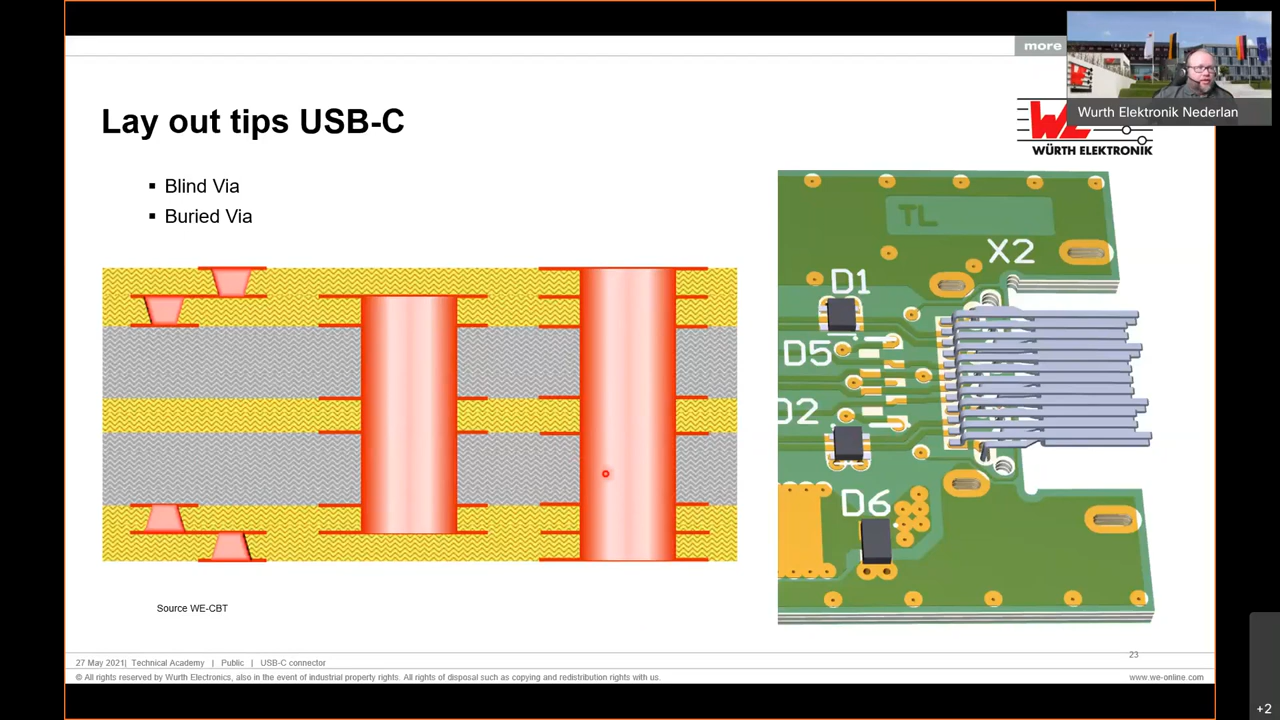 more
Wurth Elektronik Nederlan
Lay out tips USB-C
WE
WÜRTH ELEKTRONIK
▪ Blind Via
▪ Buried Via
TL
X2
D1
D5
D2
D6
Source WE-CBT
23
27 May 2021| Technical Academy | Public | USB-C connector
© All rights reserved by Wurth Electronics, also in the event of industrial property rights. All rights of disposal such as copying and redistribution rights with us.
www.we-online.com
+2